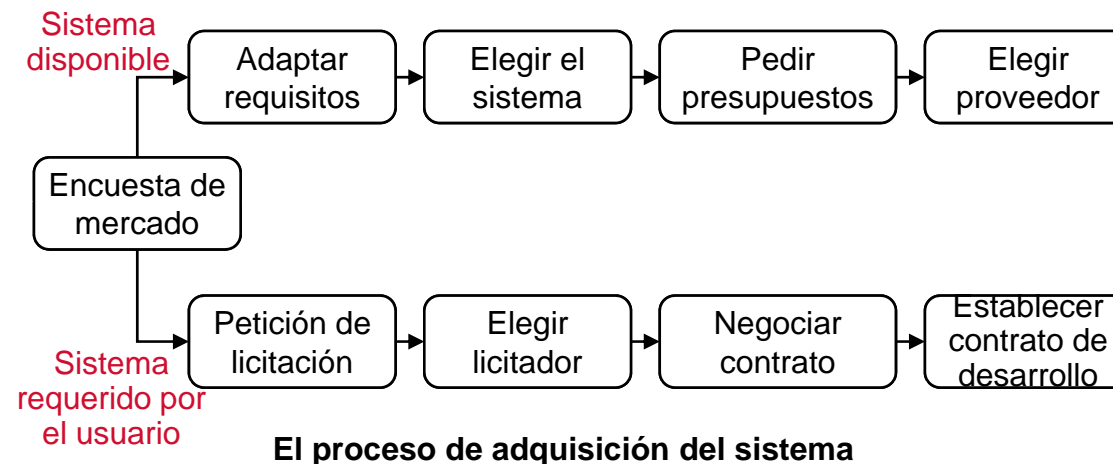 Sistema
disponible
Adaptar
requisitos
Elegir el
sistema
Pedir
presupuestos
Elegir
proveedor
Encuesta de
mercado
Petición de
licitación
Elegir
licitador
Negociar
contrato
Establecer
contrato de
desarrollo
Sistema
requerido por
el usuario
El proceso de adquisición del sistema